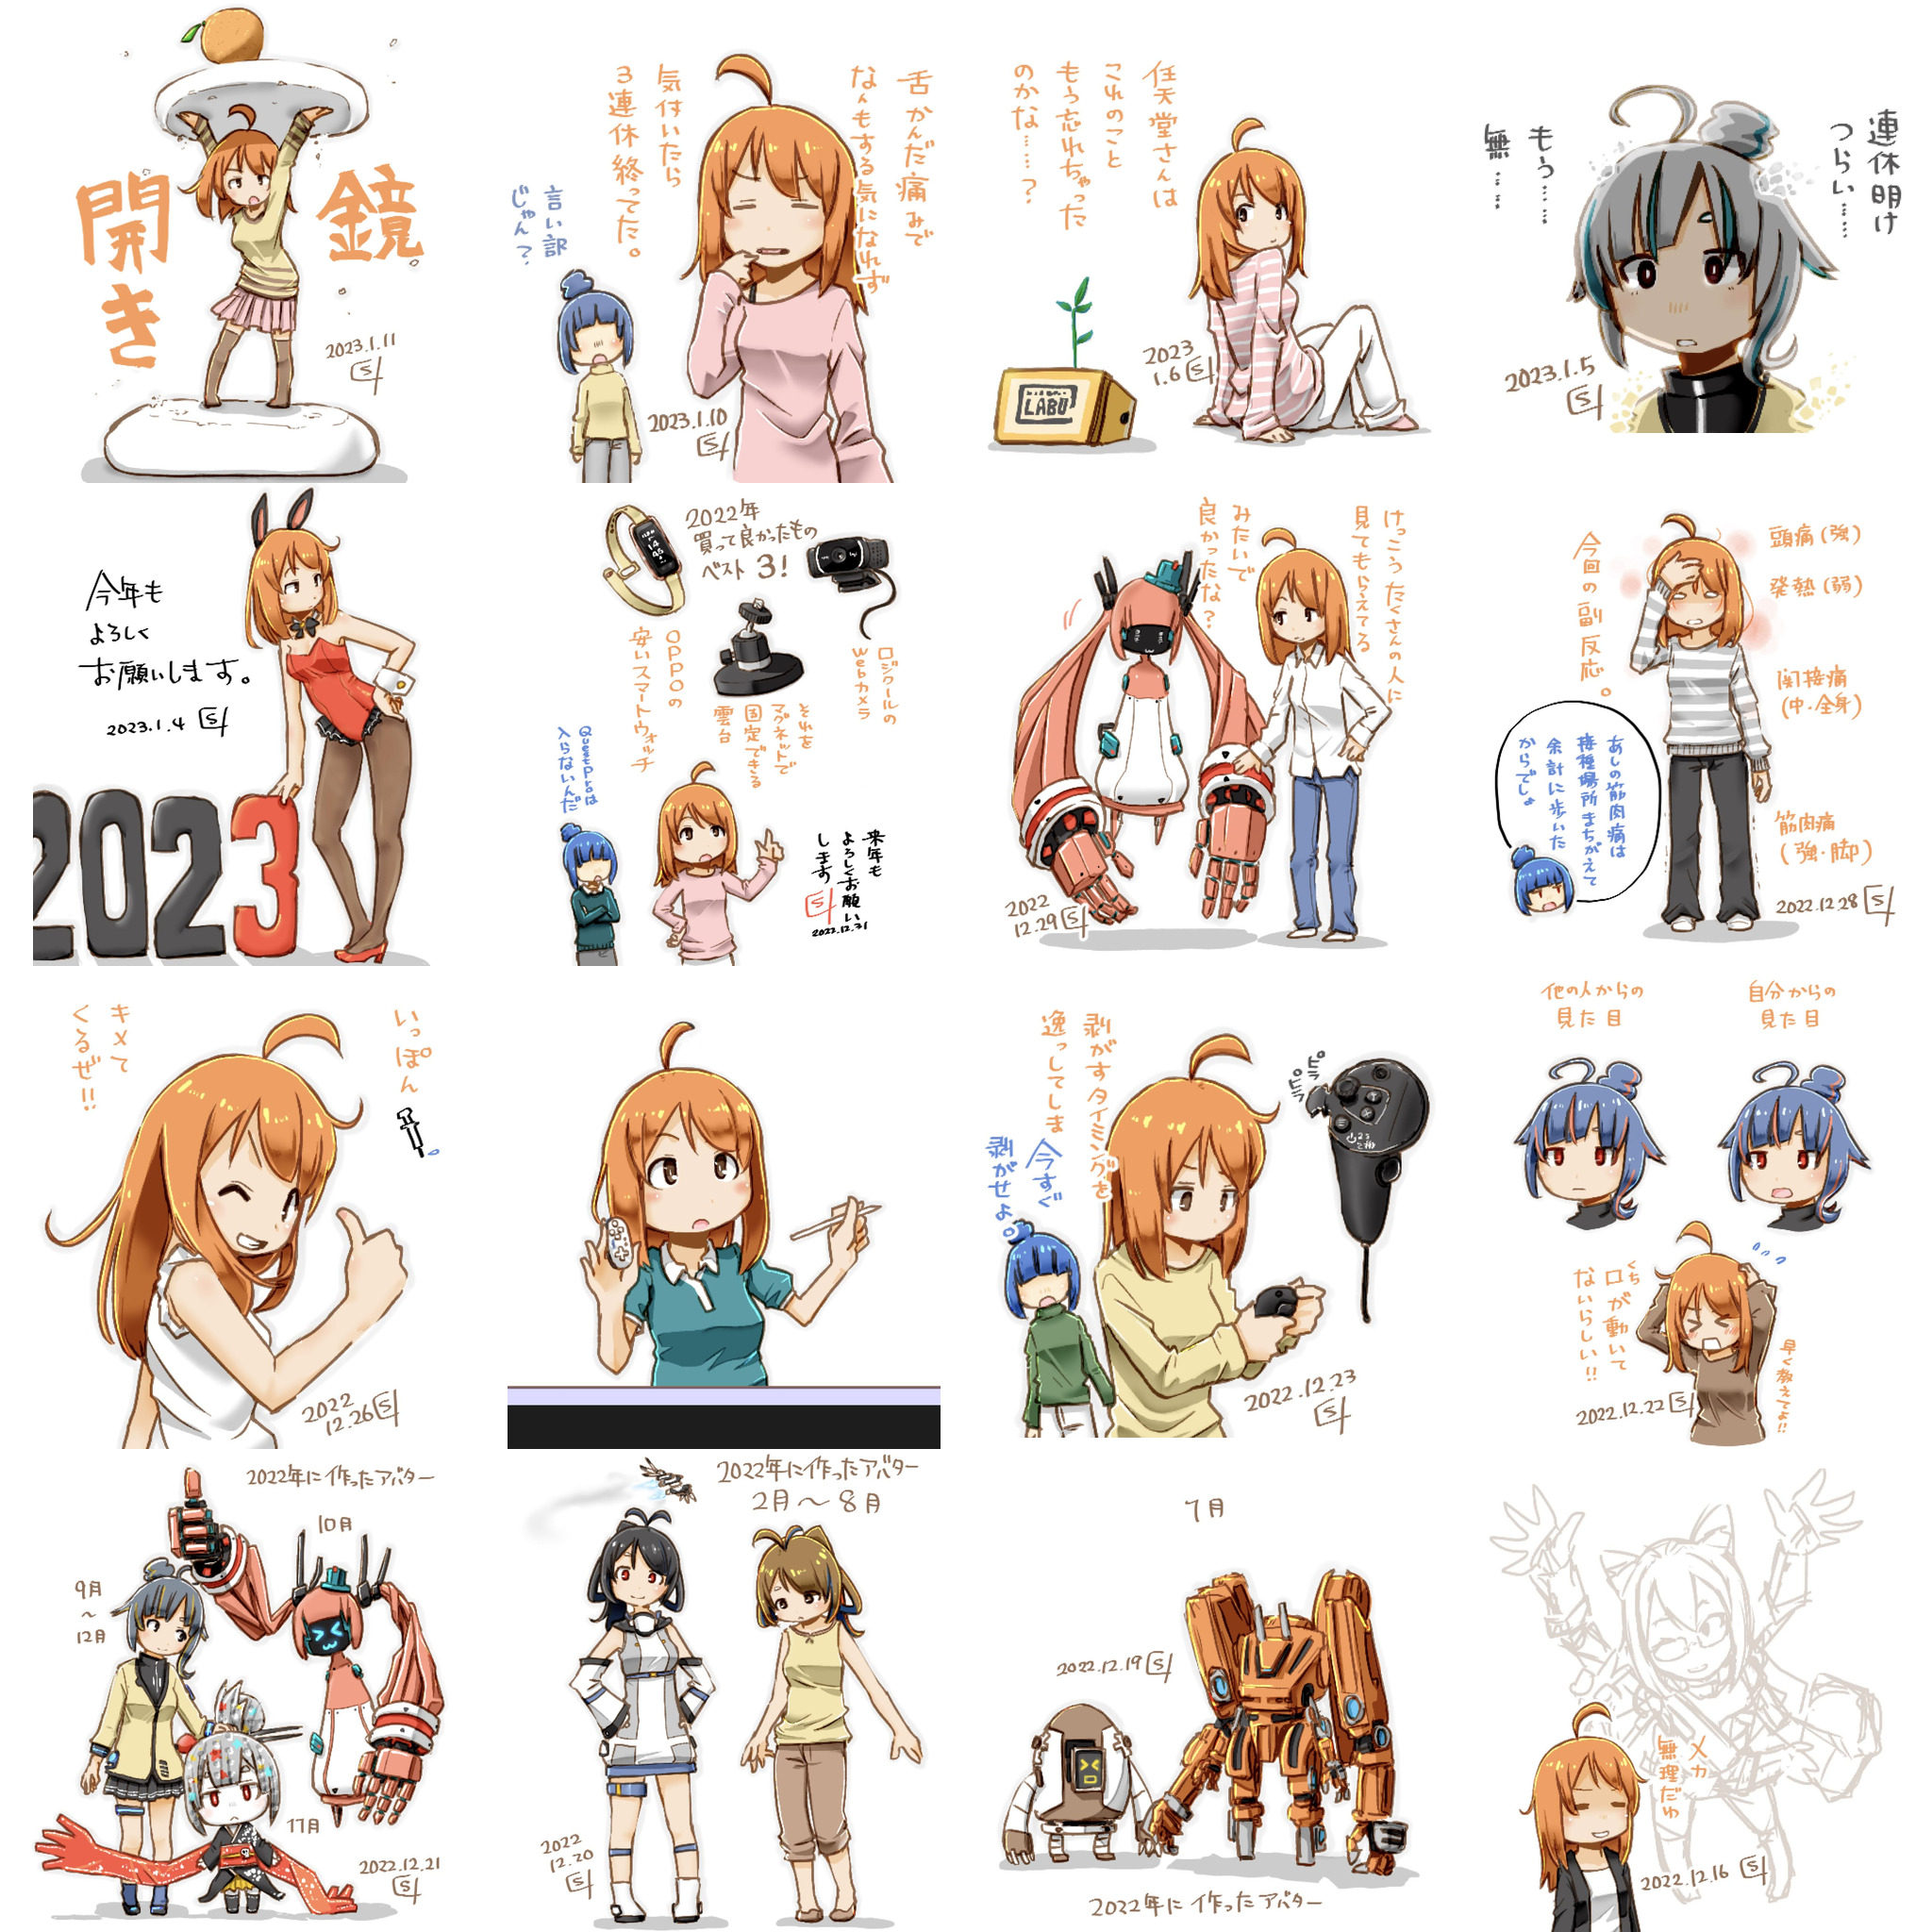 鏡
開き
2023.1.11
舌かんだ痛みで
なんもする気になれず
気付いたら
3連休終ってた。
言い訳
じゃん?
2023.1.10
任天堂さんは
これのこと
もう忘れちゃった
のかな……?
LABO
2023
1.6
連休明け
つらい……
もう……
無……
2023.1.5
今年も
よろしく
お願いします。
2023.1.4
2023
2022年
買って良かったもの
ベスト3!
ロジクールの
Webカメラ
それを
マグネットで
固定できる
雲台
OPPOの
安いスマートウォッチ
QuestProは
入らないんだ
来年も
よろしくお願い
します
2022.12.31
けっこうたくさんの人に
見てもらえてる
みたいで
良かったな?
2022
12.29
今回の副反応。
頭痛(強)
発熱(弱)
関接痛
(中・全身)
筋肉痛
(強・脚)
あしの筋肉痛は
接種場所まちがえて
余計に歩いた
からでしょ
2022.12.28
いっぽん
キメて
くるぜ!!
2022
12.26
剥がすタイミングを
逸っしてしま
今すぐ
剥がせよ。
ピラ
ピラ
2022.12.23
他の人からの
見た目
自分からの
見た目
くち
口が動いて
ないらしい!!
早く教えてよ!!
2022.12.22
2022年に作ったアバター
10月
9月
~
12月
11月
2022.12.21
2022年に作ったアバター
2月~8月
2022
12.20
7月
2022.12.19
2022年に作ったアバター
メカ
無理だゅ
2022.12.16